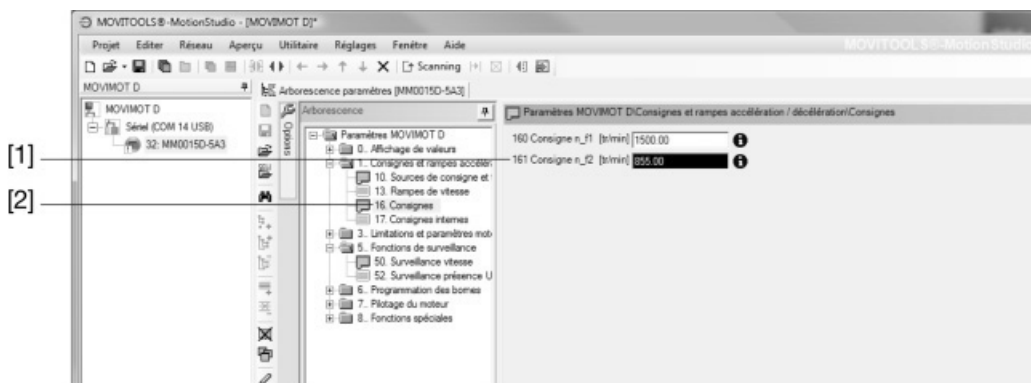 MOVITOOLS®-MotionStudio - [MOVIMOT D]*
Projet Editer Réseau Aperçu Utilitaire Réglages Fenêtre Aide
MOVITOOLS®-MotionStudio
Scanning
MOVIMOT D
Arborescence paramètres [MM0015D-5A3]
MOVIMOT D
Sériel (COM 14 USB)
32: MM0015D-5A3
Options
Arborescence
Paramètres MOVIMOT D
0.. Affichage de valeurs
1.. Consignes et rampes accélér
10. Sources de consigne et
13. Rampes de vitesse
16. Consignes
17. Consignes internes
3.. Limitations et paramètres mot
5.. Fonctions de surveillance
50. Surveillance vitesse
52. Surveillance présence U
6.. Programmation des bornes
7.. Pilotage du moteur
8.. Fonctions spéciales
Paramètres MOVIMOT D\Consignes et rampes accélération / décélération\Consignes
160 Consigne n_f1 [tr/min] 1500.00
161 Consigne n_f2 [tr/min] 855.00
[1]
[2]